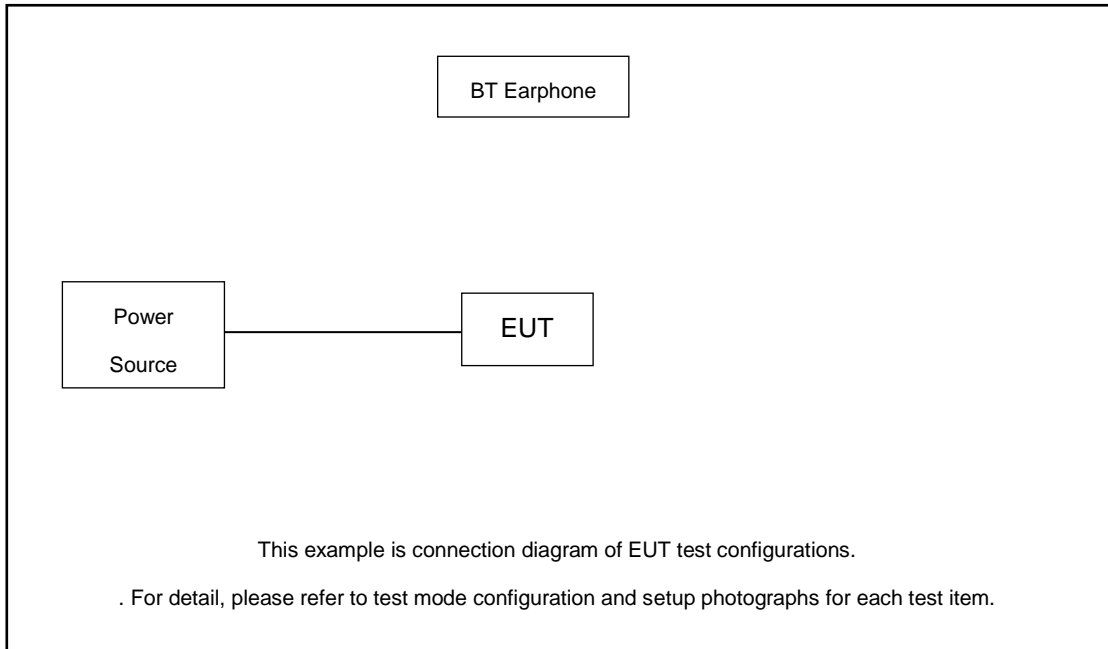 BT Earphone
Power
Source
EUT
This example is connection diagram of EUT test configurations.
. For detail, please refer to test mode configuration and setup photographs for each test item.